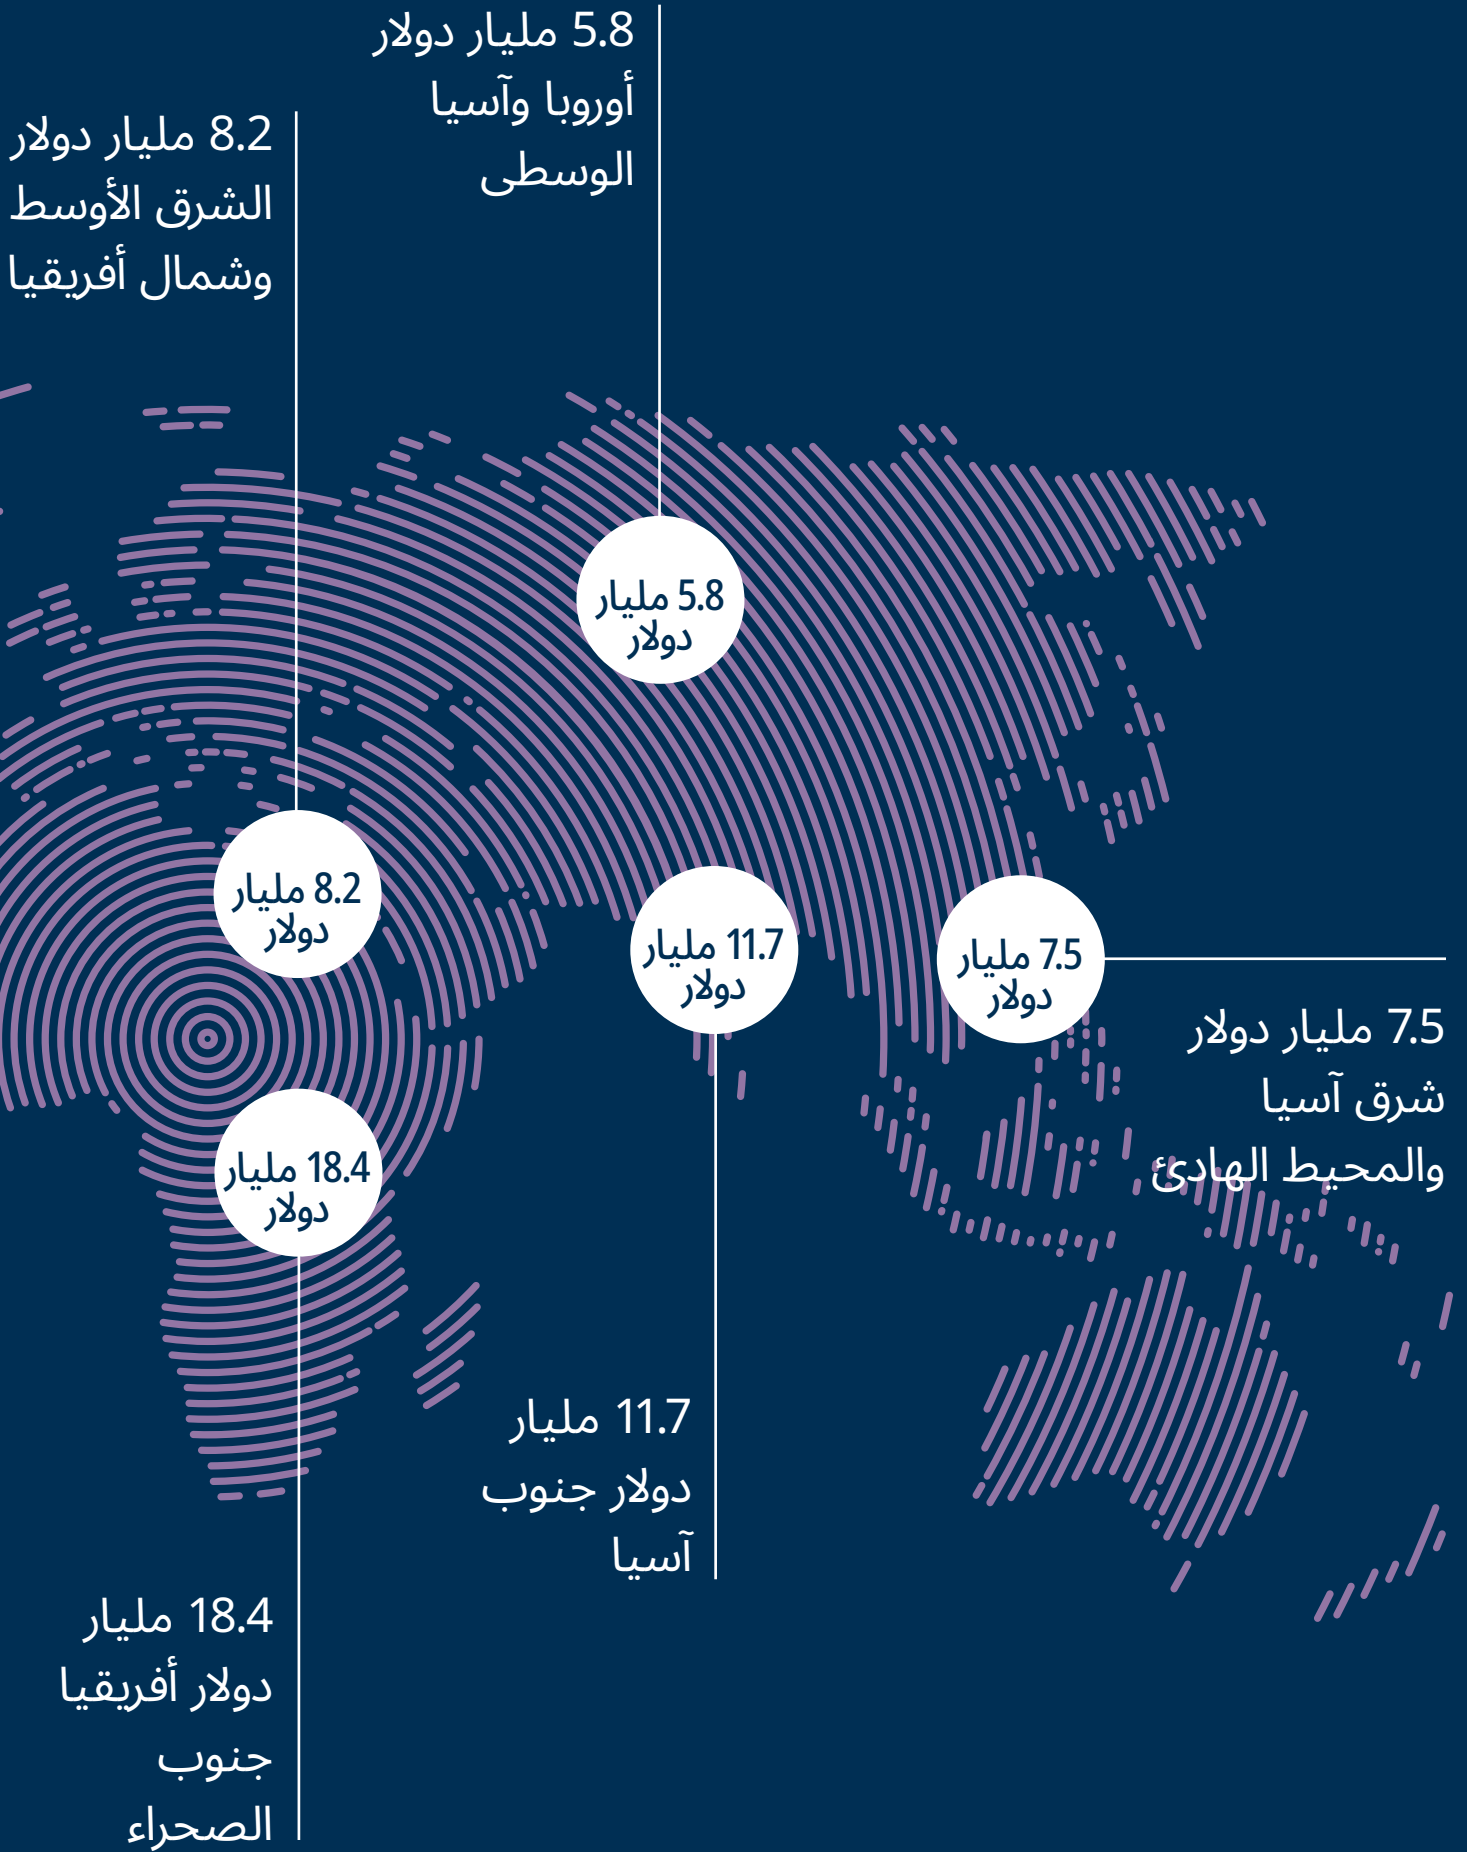 5.8 مليار دولار
أوروبا وآسيا
الوسطى
8.2 مليار دولار
الشرق الأوسط
وشمال أفريقيا
5.8 مليار
دولار
8.2 مليار
دولار
11.7 مليار
دولار
7.5 مليار
دولار
7.5 مليار دولار
شرق آسيا
والمحيط الهادئ
18.4 مليار
دولار
11.7 مليار
دولار جنوب
آسيا
18.4 مليار
دولار أفريقيا
جنوب
الصحراء